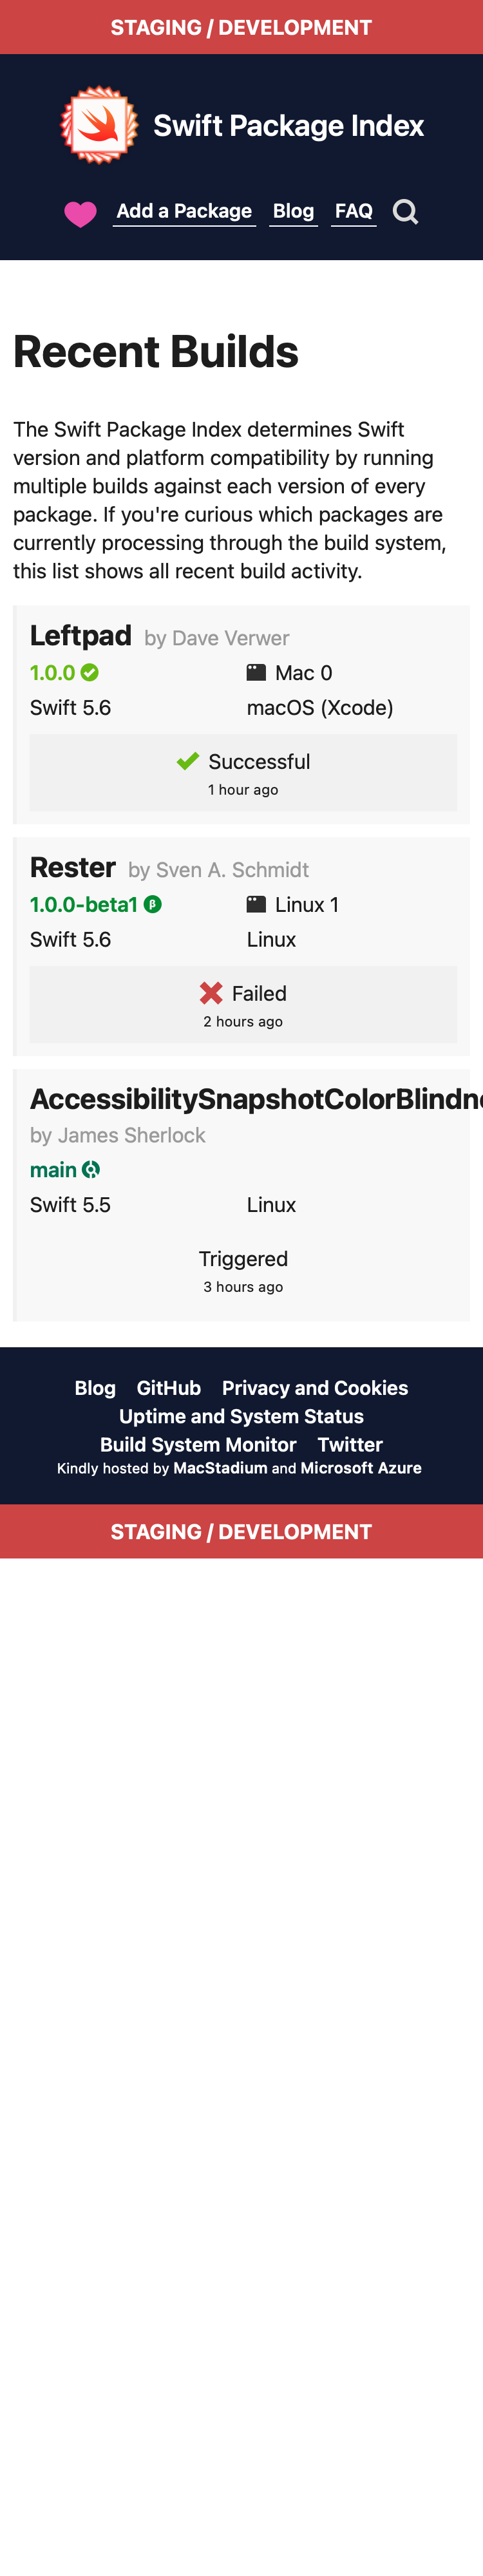 STAGING / DEVELOPMENT
Swift Package Index
Add a Package Blog FAQ
Recent Builds
The Swift Package Index determines Swift
version and platform compatibility by running
multiple builds against each version of every
package. If you're curious which packages are
currently processing through the build system,
this list shows all recent build activity.
Leftpad by Dave Verwer
1.0.0 Mac 0
Swift 5.6 macOS (Xcode)
Successful
1 hour ago
Rester by Sven A. Schmidt
1.0.0-beta1 β Linux 1
Swift 5.6 Linux
Failed
2 hours ago
AccessibilitySnapshotColorBlindn
by James Sherlock
main
Swift 5.5 Linux
Triggered
3 hours ago
Blog GitHub Privacy and Cookies
Uptime and System Status
Build System Monitor Twitter
Kindly hosted by MacStadium and Microsoft Azure
STAGING / DEVELOPMENT